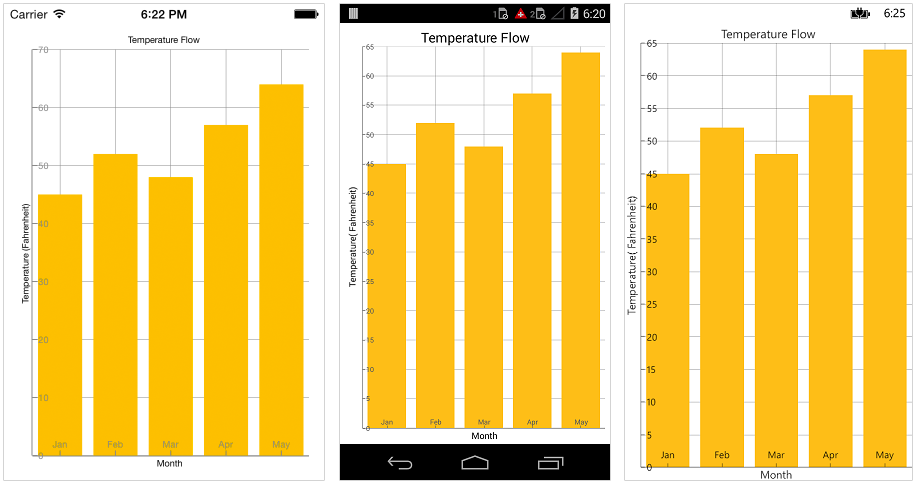 Carrier 6:22 PM
Temperature Flow
70
60
50
40
30
20
10
0
Temperature (Fahrenheit)
Jan Feb Mar Apr May
Month
1 2 6:20
Temperature Flow
65
60
55
50
45
40
35
30
25
20
15
10
5
0
Temperature( Fahrenheit)
Jan Feb Mar Apr May
Month
6:25
Temperature Flow
65
60
55
50
45
40
35
30
25
20
15
10
5
0
Temperature( Fahrenheit)
Jan Feb Mar Apr May
Month